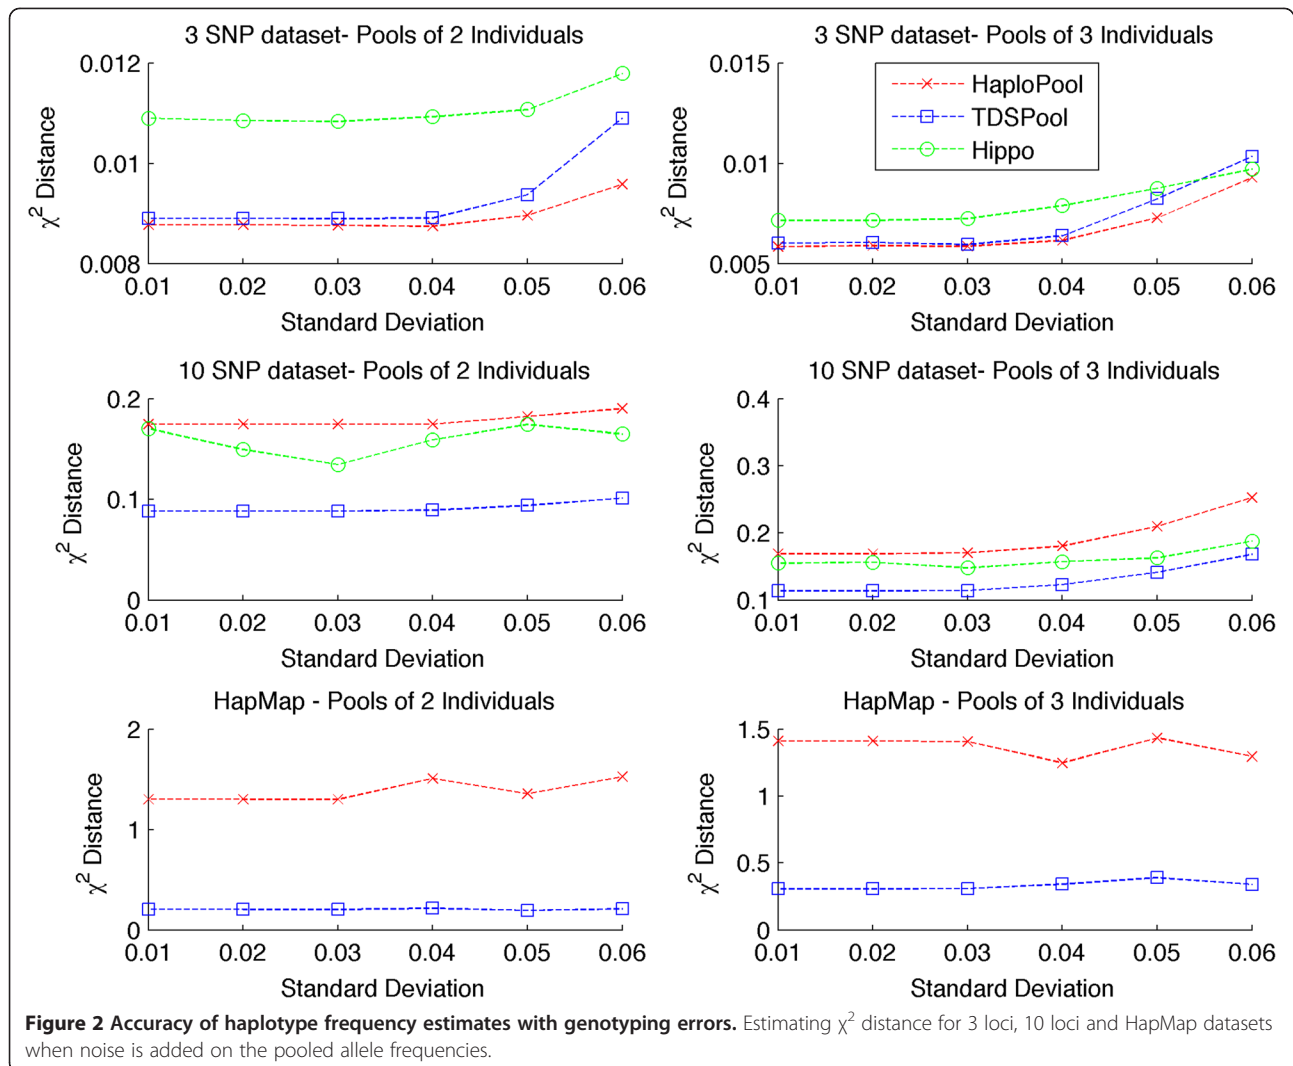 3 SNP dataset- Pools of 2 Individuals
0.012
0.01
0.008
χ² Distance
0.01 0.02 0.03 0.04 0.05 0.06
Standard Deviation
3 SNP dataset- Pools of 3 Individuals
0.015
0.01
0.005
χ² Distance
HaploPool
TDSPool
Hippo
0.01 0.02 0.03 0.04 0.05 0.06
Standard Deviation
10 SNP dataset- Pools of 2 Individuals
0.2
0.1
0
χ² Distance
0.01 0.02 0.03 0.04 0.05 0.06
Standard Deviation
10 SNP dataset- Pools of 3 Individuals
0.4
0.3
0.2
0.1
χ² Distance
0.01 0.02 0.03 0.04 0.05 0.06
Standard Deviation
HapMap - Pools of 2 Individuals
2
1
0
χ² Distance
0.01 0.02 0.03 0.04 0.05 0.06
Standard Deviation
HapMap - Pools of 3 Individuals
1.5
1
0.5
0
χ² Distance
0.01 0.02 0.03 0.04 0.05 0.06
Standard Deviation
Figure 2 Accuracy of haplotype frequency estimates with genotyping errors. Estimating χ² distance for 3 loci, 10 loci and HapMap datasets
when noise is added on the pooled allele frequencies.